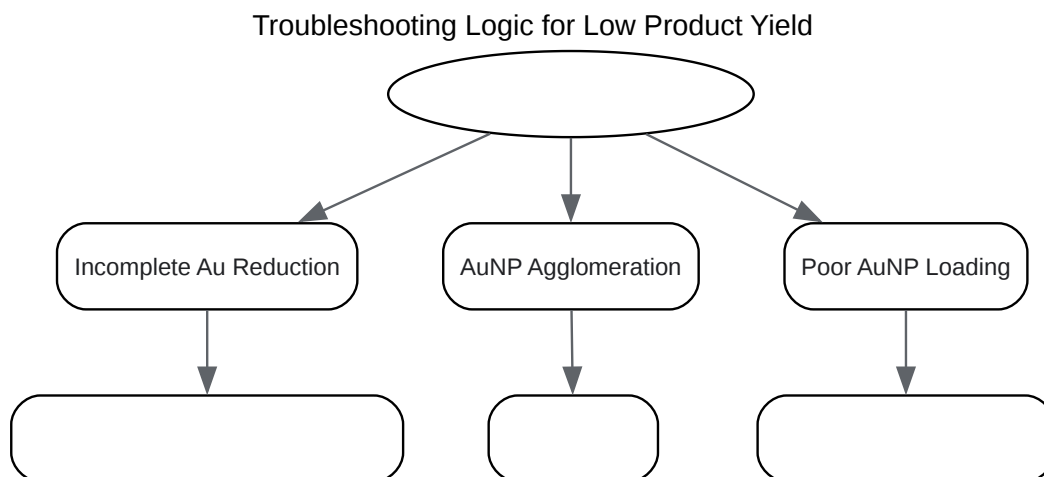 Troubleshooting Logic for Low Product Yield
Incomplete Au Reduction
AuNP Agglomeration
Poor AuNP Loading